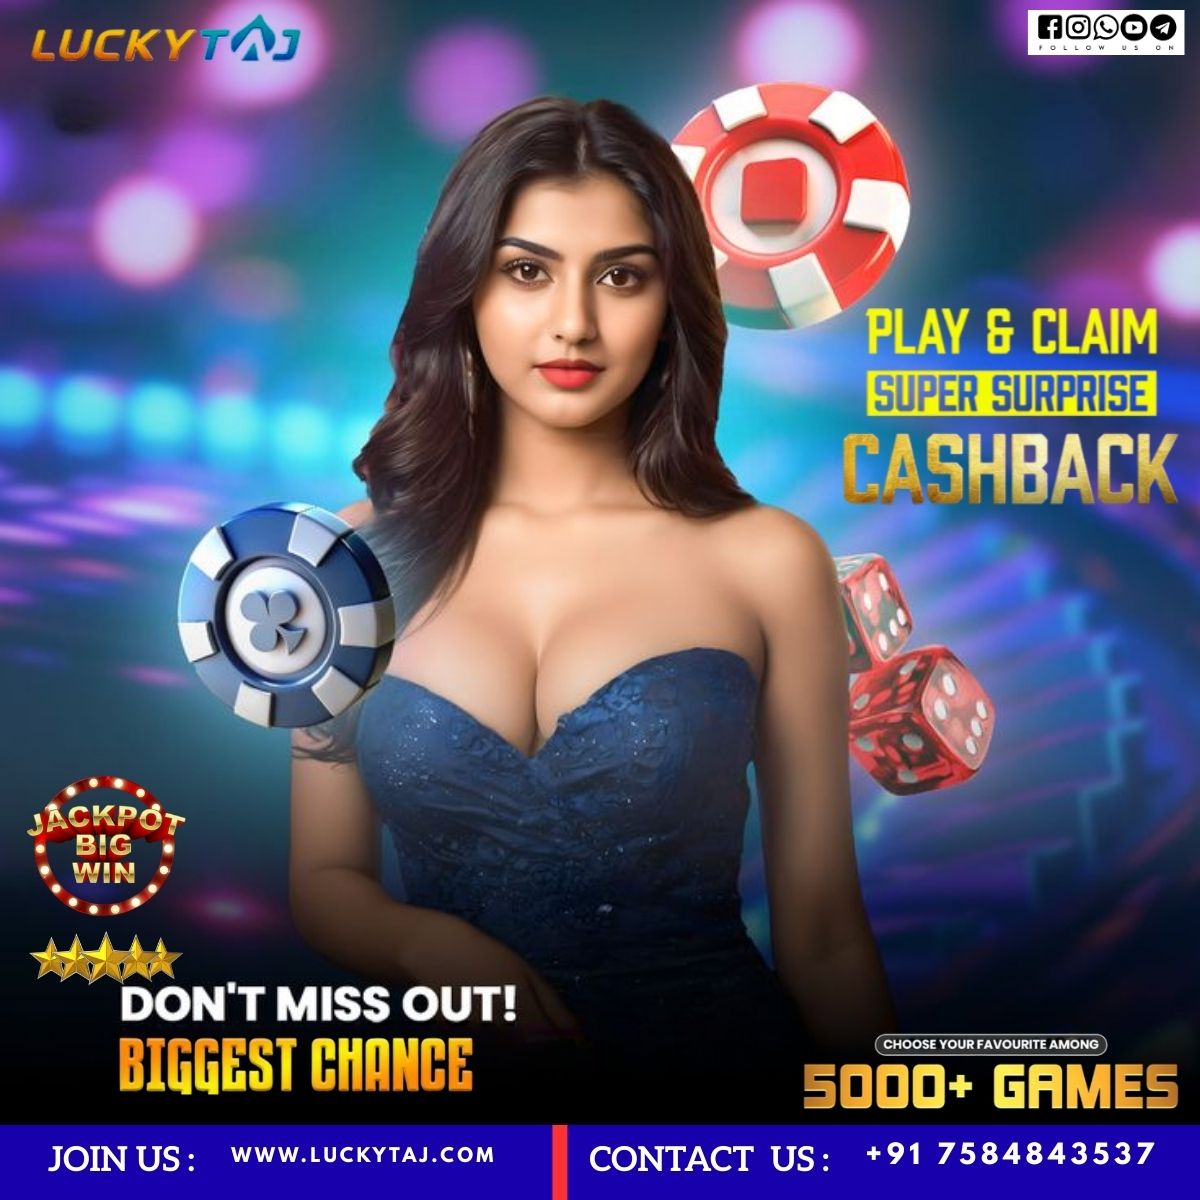 LUCKYTAJ
FOLLOW US ON
PLAY & CLAIM
SUPER SURPRISE
CASHBACK
JACKPOT
BIG
WIN
DON'T MISS OUT!
BIGGEST CHANCE
CHOOSE YOUR FAVOURITE AMONG
5000+ GAMES
JOIN US : WWW.LUCKYTAJ.COM
CONTACT US : +91 7584843537